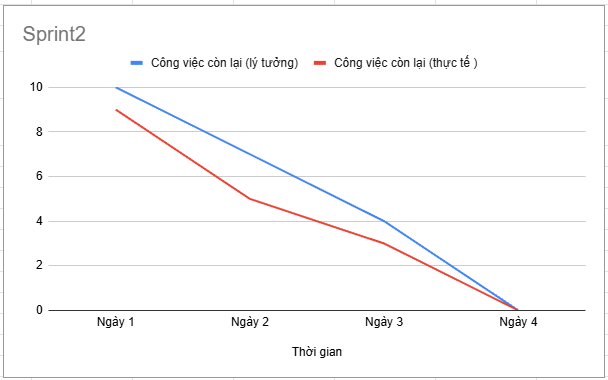 Sprint2
Công việc còn lại (lý tưởng) Công việc còn lại (thực tế )
10
8
6
4
2
0
Ngày 1 Ngày 2 Ngày 3 Ngày 4
Thời gian